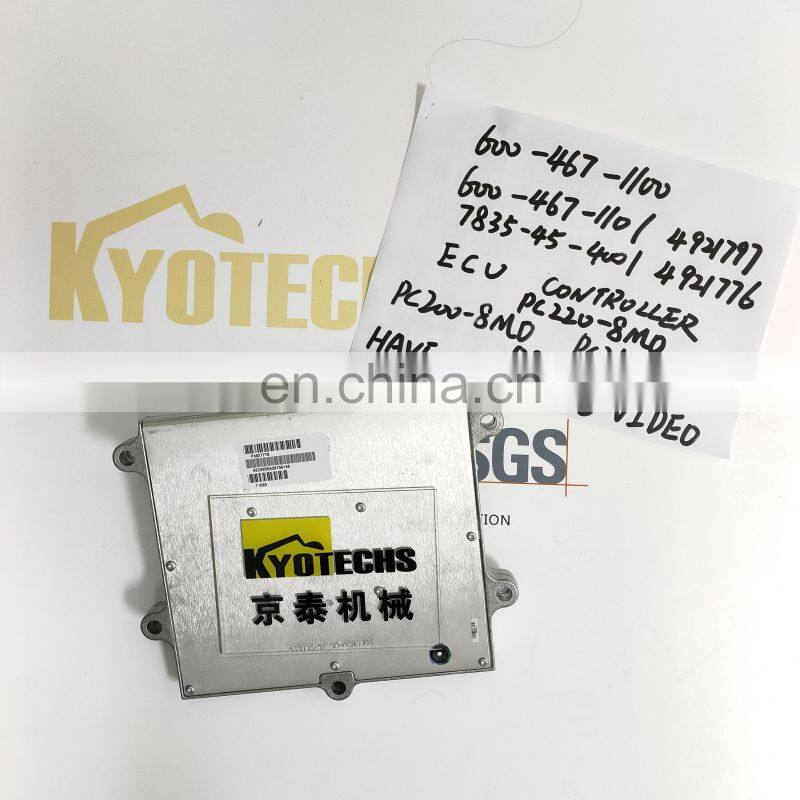 600-467-1100
600-467-1101 4921797
7835-45-4001 4921776
ECU CONTROLLER
PC200-8MO PC220-8MO
HAVE VIDEO
KYOTECHS
en.china.cn
SGS
P4921776
KYOTECHS
京泰机械